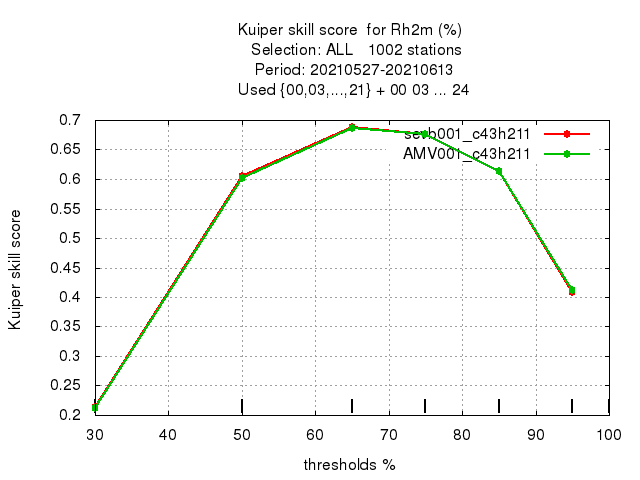 Kuiper skill score for Rh2m (%)
Selection: ALL 1002 stations
Period: 20210527-20210613
Used {00,03,...,21} + 00 03 ... 24
AMV001_c43h211
Kuiper skill score
0.7
0.65
0.6
0.55
0.5
0.45
0.4
0.35
0.3
0.25
0.2
30
40
50
60
70
80
90
100
thresholds %